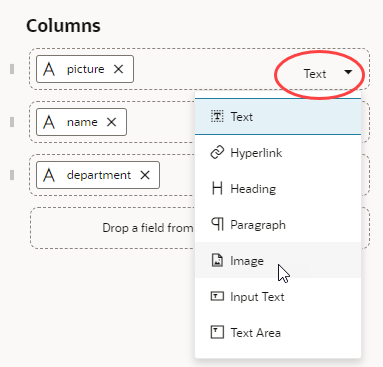 Columns
picture Text
name
Text
Hyperlink
department
Heading
Drop a field from
Paragraph
Image
Input Text
Text Area